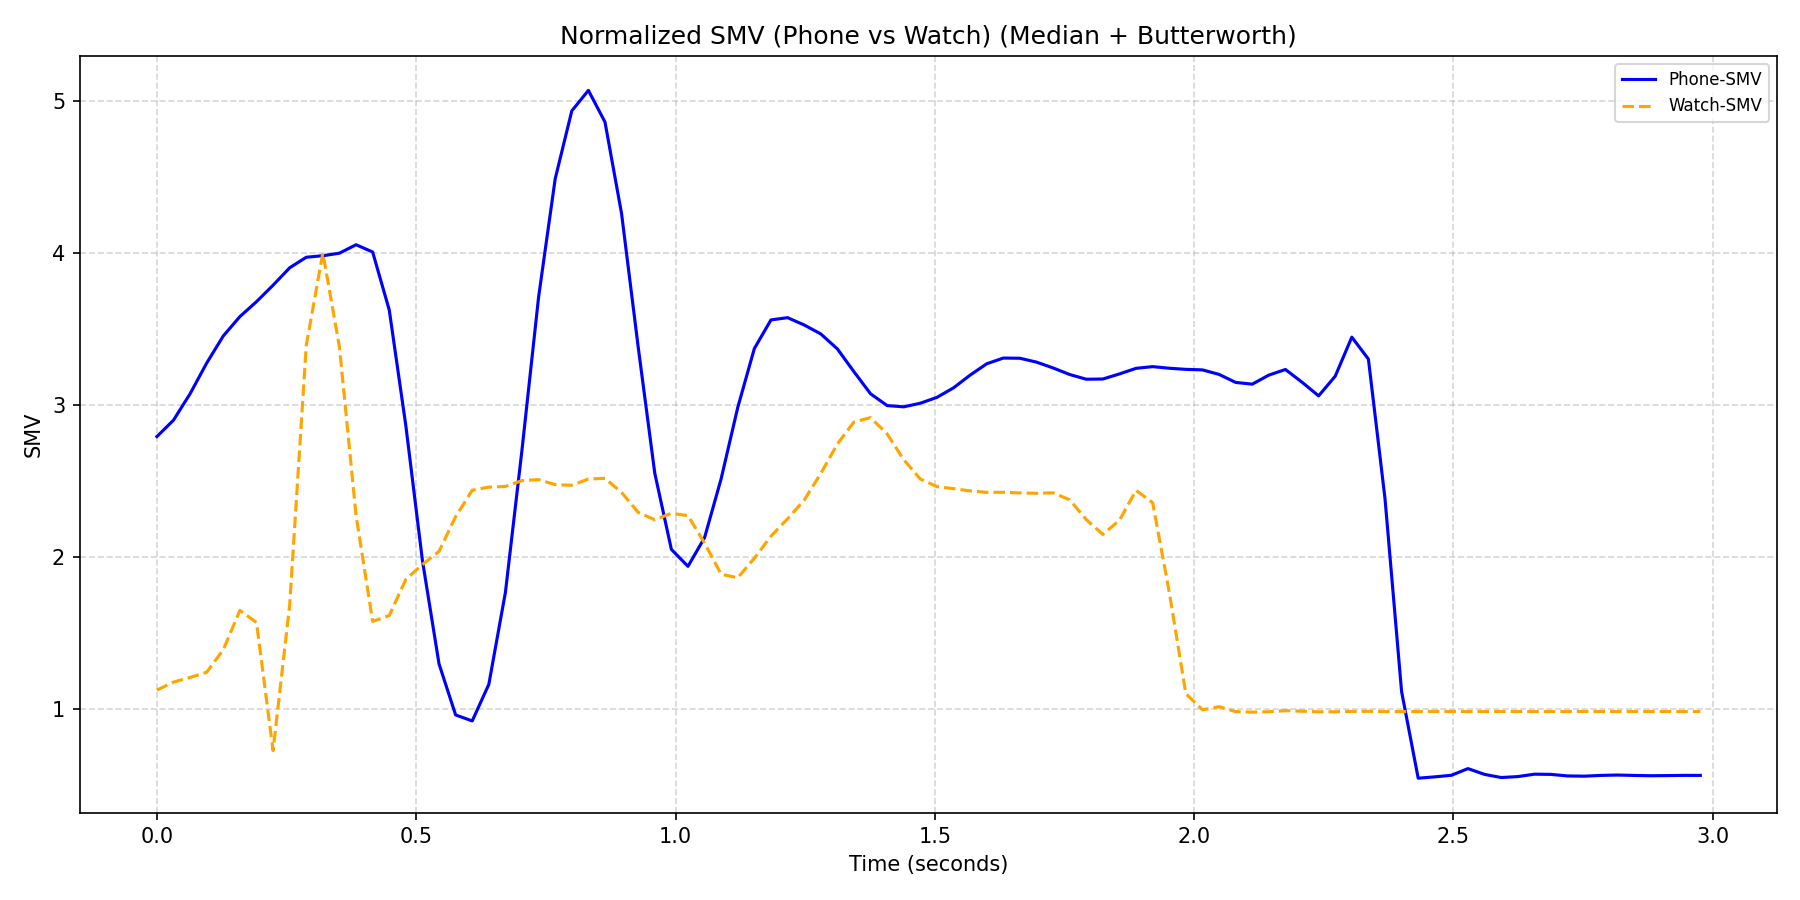 Normalized SMV (Phone vs Watch) (Median + Butterworth)
Phone-SMV
Watch-SMV
SMV
5
4
3
2
1
0.0 0.5 1.0 1.5 2.0 2.5 3.0
Time (seconds)